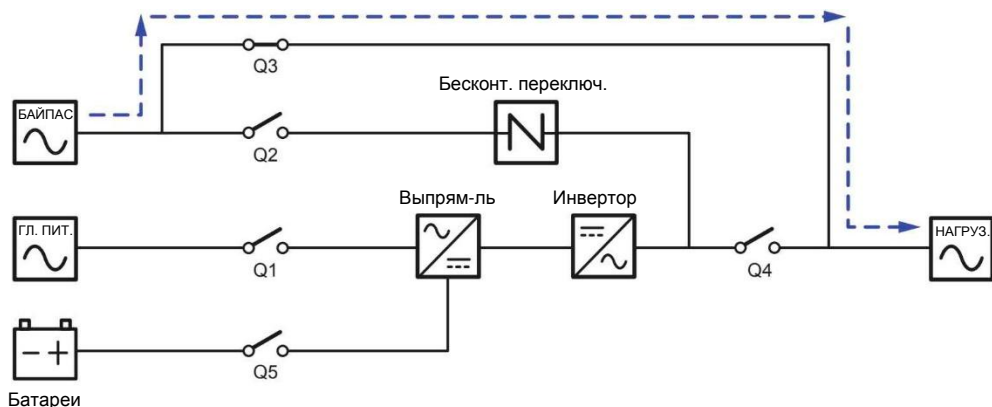 Q3
Бесконт. переключ.
БАЙПАС
Q2
Выпрям-ль
Инвертор
ГЛ. ПИТ.
НАГРУЗ.
Q1
Q4
Q5
Батареи